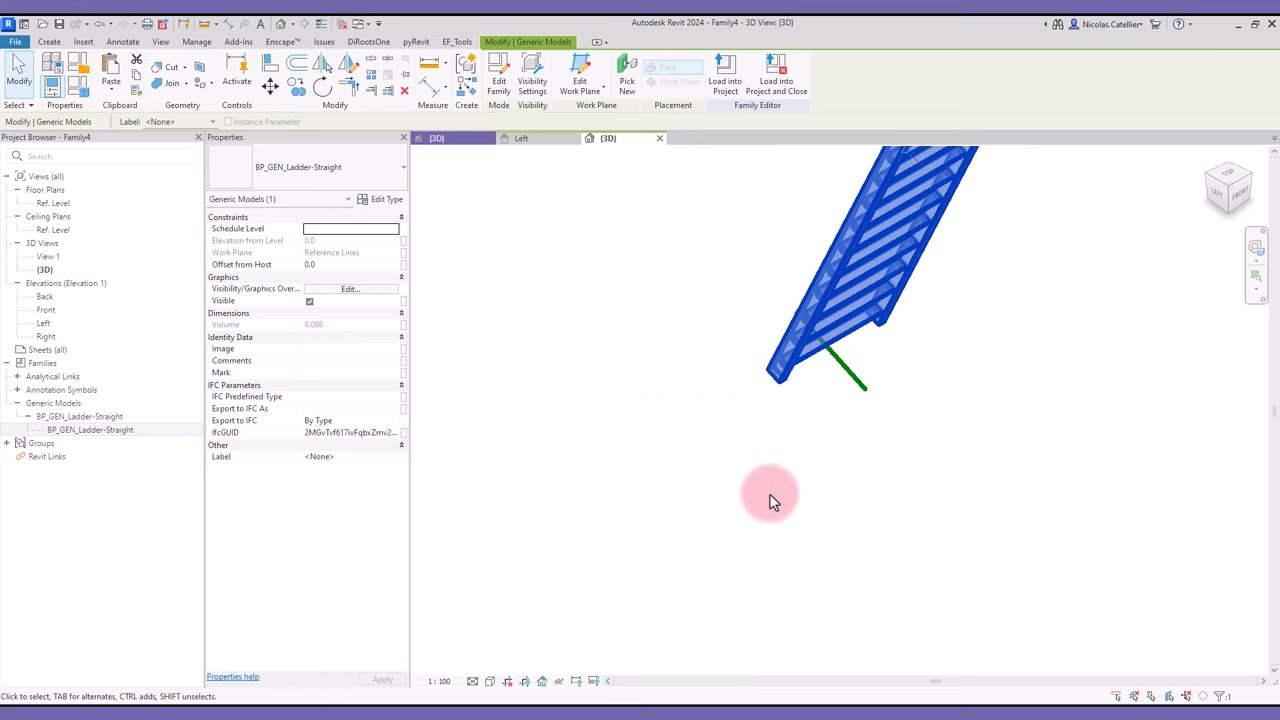 Autodesk Revit 2024 - Family4 - 3D View: {3D}
Nicolas.Catellier
File Create Insert Annotate View Manage Add-Ins Enscape™ Issues DiRootsOne pyRevit EF_Tools Modify | Generic Models
Modify
Paste
Cut
Join
Activate
Edit Family
Visibility Settings
Edit Work Plane
Pick New
Face
Work Plane
Load into Project
Load into Project and Close
Select Properties Clipboard Geometry Controls Modify Measure Create Mode Visibility Work Plane Placement Family Editor
Modify | Generic Models
Label: <None>
Instance Parameter
Project Browser - Family4
Search
Views (all)
Floor Plans
Ref. Level
Ceiling Plans
Ref. Level
3D Views
View 1
{3D}
Elevations (Elevation 1)
Back
Front
Left
Right
Sheets (all)
Families
Analytical Links
Annotation Symbols
Generic Models
BP_GEN_Ladder-Straight
BP_GEN_Ladder-Straight
Groups
Revit Links
Properties
BP_GEN_Ladder-Straight
Generic Models (1)
Edit Type
Constraints
Schedule Level
Elevation from Level 0.0
Work Plane Reference Lines
Offset from Host 0.0
Graphics
Visibility/Graphics Over... Edit...
Visible
Dimensions
Volume 0.088
Identity Data
Image
Comments
Mark
IFC Parameters
IFC Predefined Type
Export to IFC As
Export to IFC By Type
IfcGUID 2MGvTvf617ivFqbxZmv2...
Other
Label <None>
Properties help
Apply
{3D}
Left
{3D}
TOP
LEFT
FRONT
1 : 100
Click to select, TAB for alternates, CTRL adds, SHIFT unselects.
:1